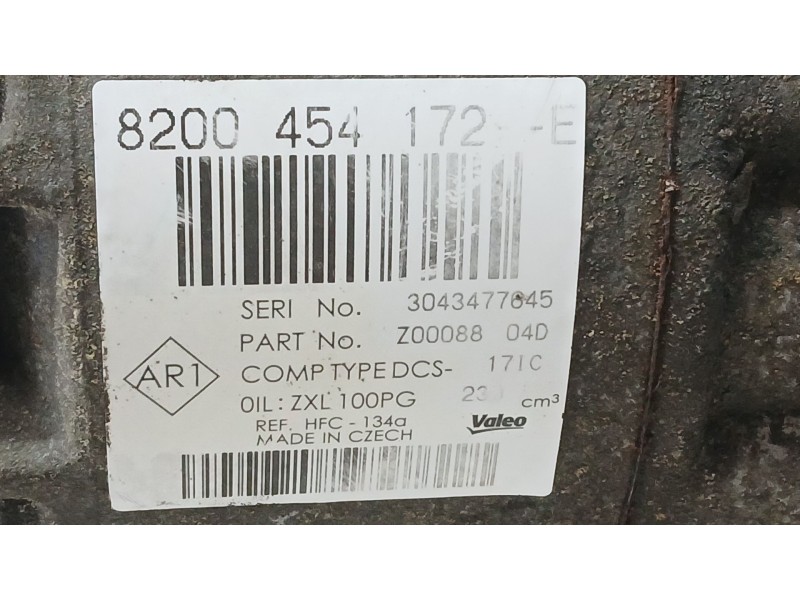 8200 454 172 -E
SERI No. 3043477645
PART No. Z00088 04D
AR1
COMP TYPE DCS- 17IC
OIL: ZXL 100PG cm³
REF. HFC - 134a
MADE IN CZECH
Valeo